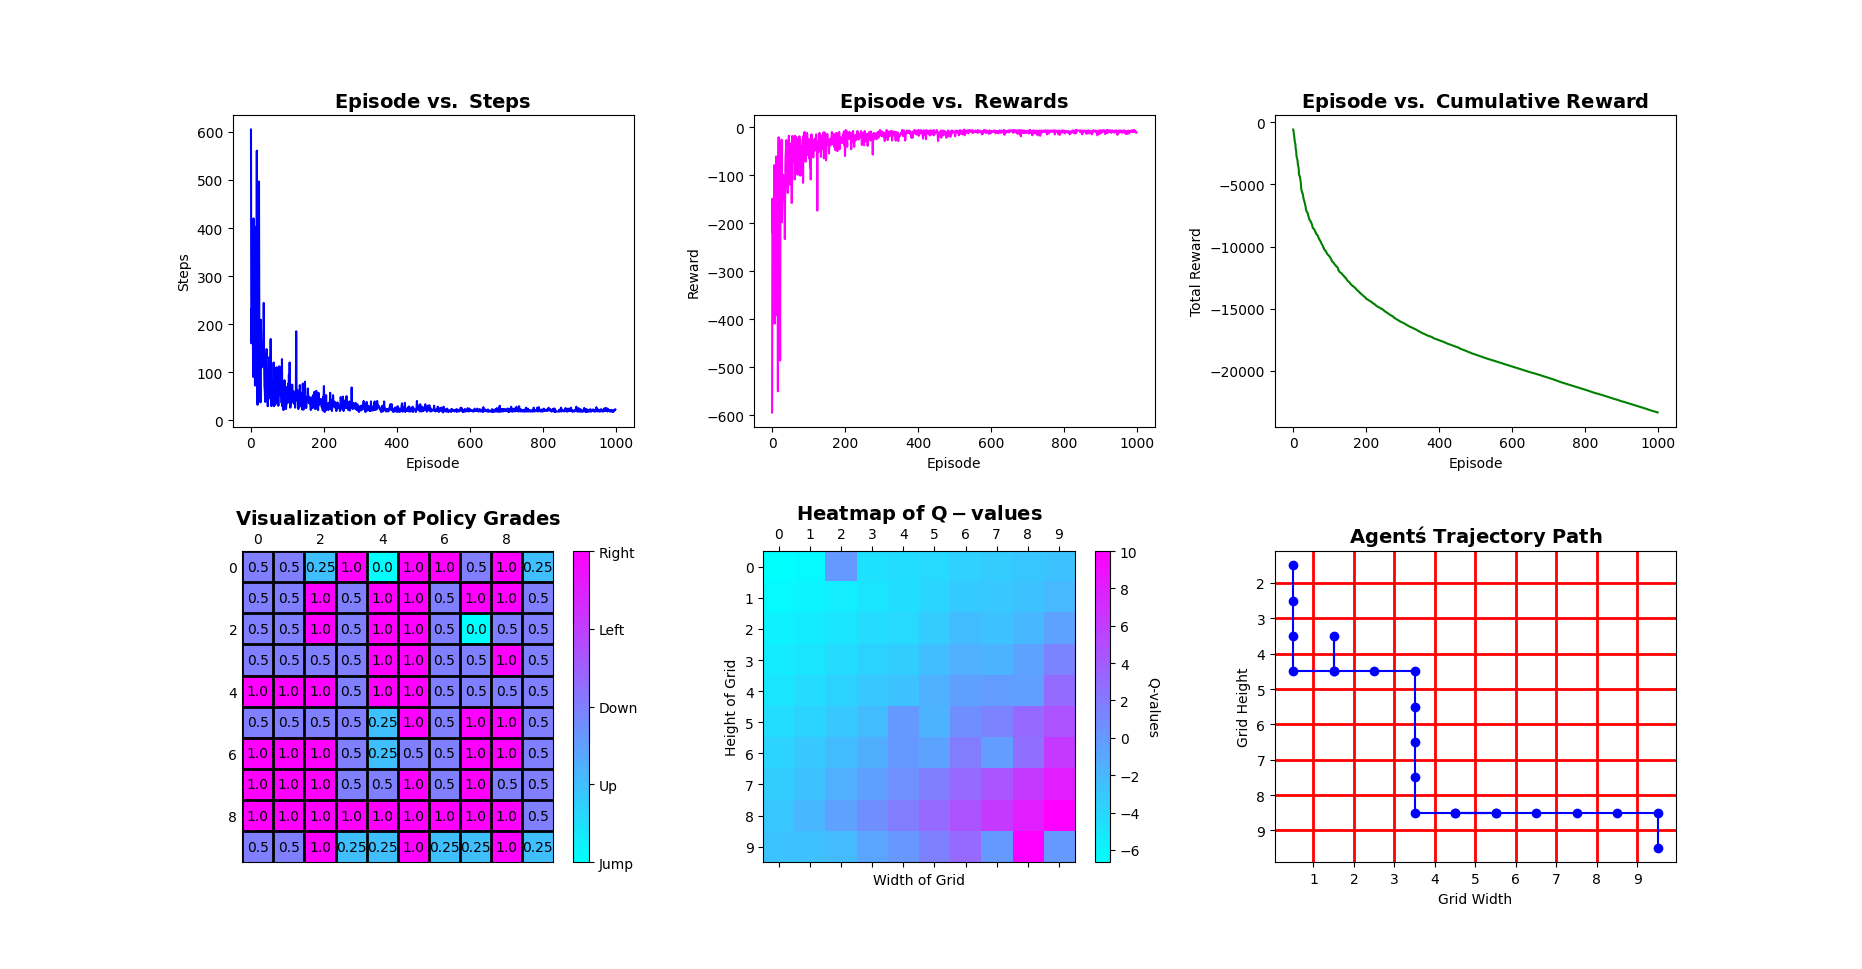 Episode vs. Steps
600
500
400
300
200
100
0
Steps
0 200 400 600 800 1000
Episode
Episode vs. Rewards
0
−100
−200
−300
−400
−500
−600
Reward
0 200 400 600 800 1000
Episode
Episode vs. Cumulative Reward
0
−5000
−10000
−15000
−20000
Total Reward
0 200 400 600 800 1000
Episode
Visualization of Policy Grades
0 2 4 6 8
0 0.5 0.5 0.25 1.0 0.0 1.0 1.0 0.5 1.0 0.25
0.5 0.5 1.0 0.5 1.0 1.0 0.5 1.0 1.0 0.5
2 0.5 0.5 1.0 0.5 1.0 1.0 0.5 0.0 0.5 0.5
0.5 0.5 0.5 0.5 1.0 1.0 0.5 0.5 1.0 0.5
4 1.0 1.0 1.0 0.5 1.0 1.0 0.5 0.5 0.5 0.5
0.5 0.5 0.5 0.5 0.25 1.0 0.5 1.0 1.0 0.5
6 1.0 1.0 1.0 0.5 0.25 0.5 0.5 1.0 1.0 0.5
1.0 1.0 0.5 0.5 0.5 1.0 0.5 1.0 0.5 0.5
8 1.0 1.0 1.0 1.0 1.0 1.0 1.0 1.0 1.0 0.5
0.5 0.5 1.0 0.25 0.25 1.0 0.25 0.25 1.0 0.25
Right
Left
Down
Up
Jump
Heatmap of Q − values
0 1 2 3 4 5 6 7 8 9
0
1
2
3
4
5
6
7
8
9
Height of Grid
Width of Grid
10
8
6
4
2
0
−2
−4
−6
Q-values
Agentś Trajectory Path
2
3
4
5
6
7
8
9
Grid Height
1 2 3 4 5 6 7 8 9
Grid Width